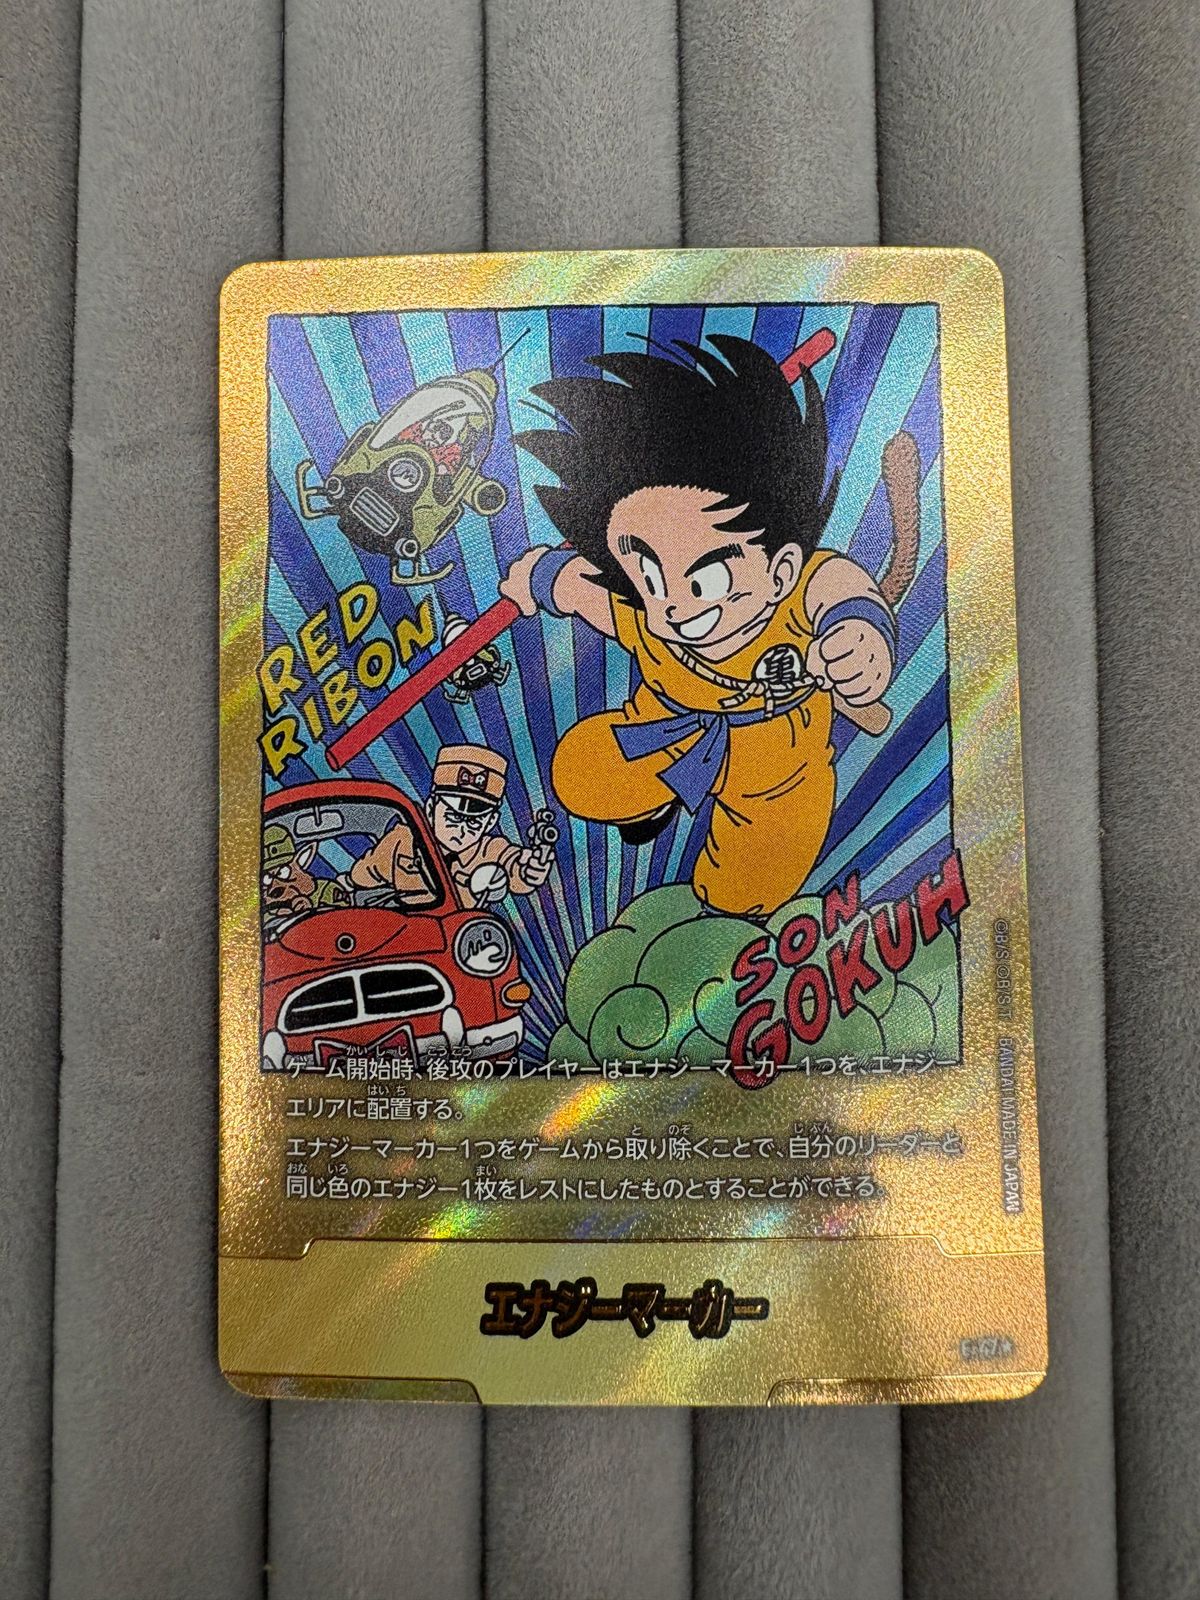 RED
RIBON
亀
SON
GOKUH
ゲーム開始時、後攻のプレイヤーはエナジーマーカー1つを、エナジー
エリアに配置する。
エナジーマーカー1つをゲームから取り除くことで、自分のリーダーと
同じ色のエナジー1枚をレストにしたものとすることができる。
©B/S ©B/S/T BANDAI MADE IN JAPAN
エナジーマーカー